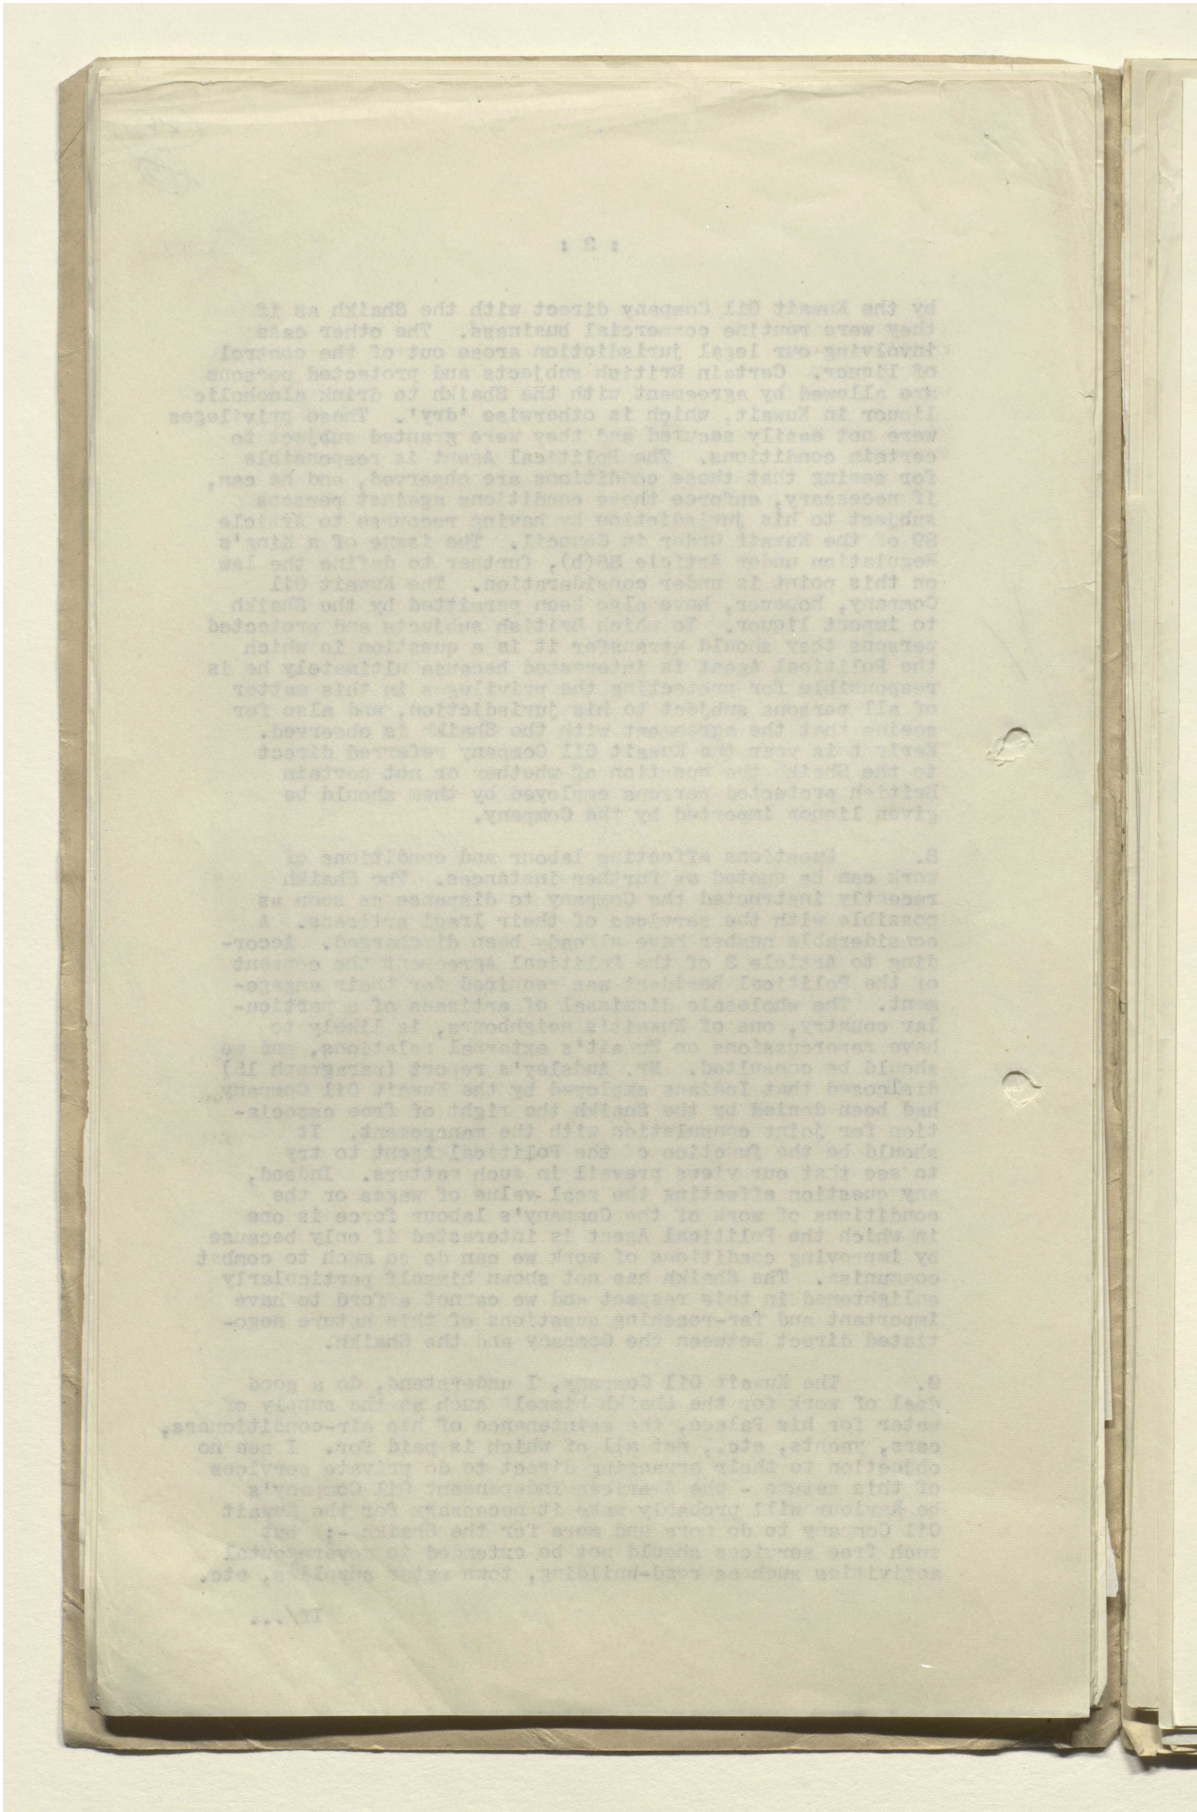 : 3 :
by the Kuwait Oil Company direct with the Shaikh as if
they were routine commercial business. The other case
involving our legal jurisdiction arose out of the control
of liquor. Certain British subjects and protected persons
are allowed by agreement with the Shaikh to drink alcoholic
liquor in Kuwait, which is otherwise 'dry'. These privileges
were not easily secured and they were granted subject to
certain conditions. The Political Agent is responsible
for seeing that those conditions are observed, and he can,
if necessary, enforce these conditions against persons
subject to his jurisdiction by having recourse to Article
89 of the Kuwait Order in Council. The issue of a King's
Regulation under Article 85(b), further to define the law
on this point is under consideration. The Kuwait Oil
Company, however, have also been permitted by the Shaikh
to import liquor. To which British subjects and protected
persons they should transfer it is a question in which
the Political Agent is interested because ultimately he is
responsible for protecting the privileges in this matter
of all persons subject to his jurisdiction, and also for
seeing that the agreement with the Shaikh is observed.
Early this year the Kuwait Oil Company referred direct
to the Shaikh the question of whether or not certain
British protected persons employed by them should be
given liquor imported by the Company.
8. Questions affecting labour and conditions of
work can be quoted as further instances. The Shaikh
recently instructed the Company to dispense as soon as
possible with the services of their Iraqi artisans. A
considerable number have already been discharged. Accor-
ding to Article 3 of the Political Agreement the consent
of the Political Resident was required for their engage-
ment. The wholesale dismissal of artisans of a particu-
lar country, one of Kuwait's neighbours, is likely to
have repercussions on Kuwait's external relations, and we
should be consulted. Mr. Audsley's report (paragraph 15)
disclosed that Indians employed by the Kuwait Oil Company
had been denied by the Shaikh the right of free associa-
tion for joint consulation with the management. It
should be the function of the Political Agent to try
to see that our views prevail in such matters. Indeed,
any question affecting the real value of wages or the
conditions of work of the Company's labour force is one
in which the Political Agent is interested if only because
by improving conditions of work we can do so much to combat
communism. The Shaikh has not shown himself particularly
enlightened in this respect and we cannot afford to have
important and far-reaching questions of this nature nego-
tiated direct between the Company and the Shaikh.
9. The Kuwait Oil Company, I understand, do a good
deal of work for the Shaikh himself such as the supply of
water for his Palace, the maintenance of his air-conditioners,
cars, yachts, etc., not all of which is paid for. I see no
objection to their arranging direct to do private services
of this nature - the American Independent Oil Company's
behaviour will probably make it necessary for the Kuwait
Oil Company to do more and more for the Shaikh -; but
such free services should not be extended to governmental
activities such as road-building, town water supplies, etc.
It/...